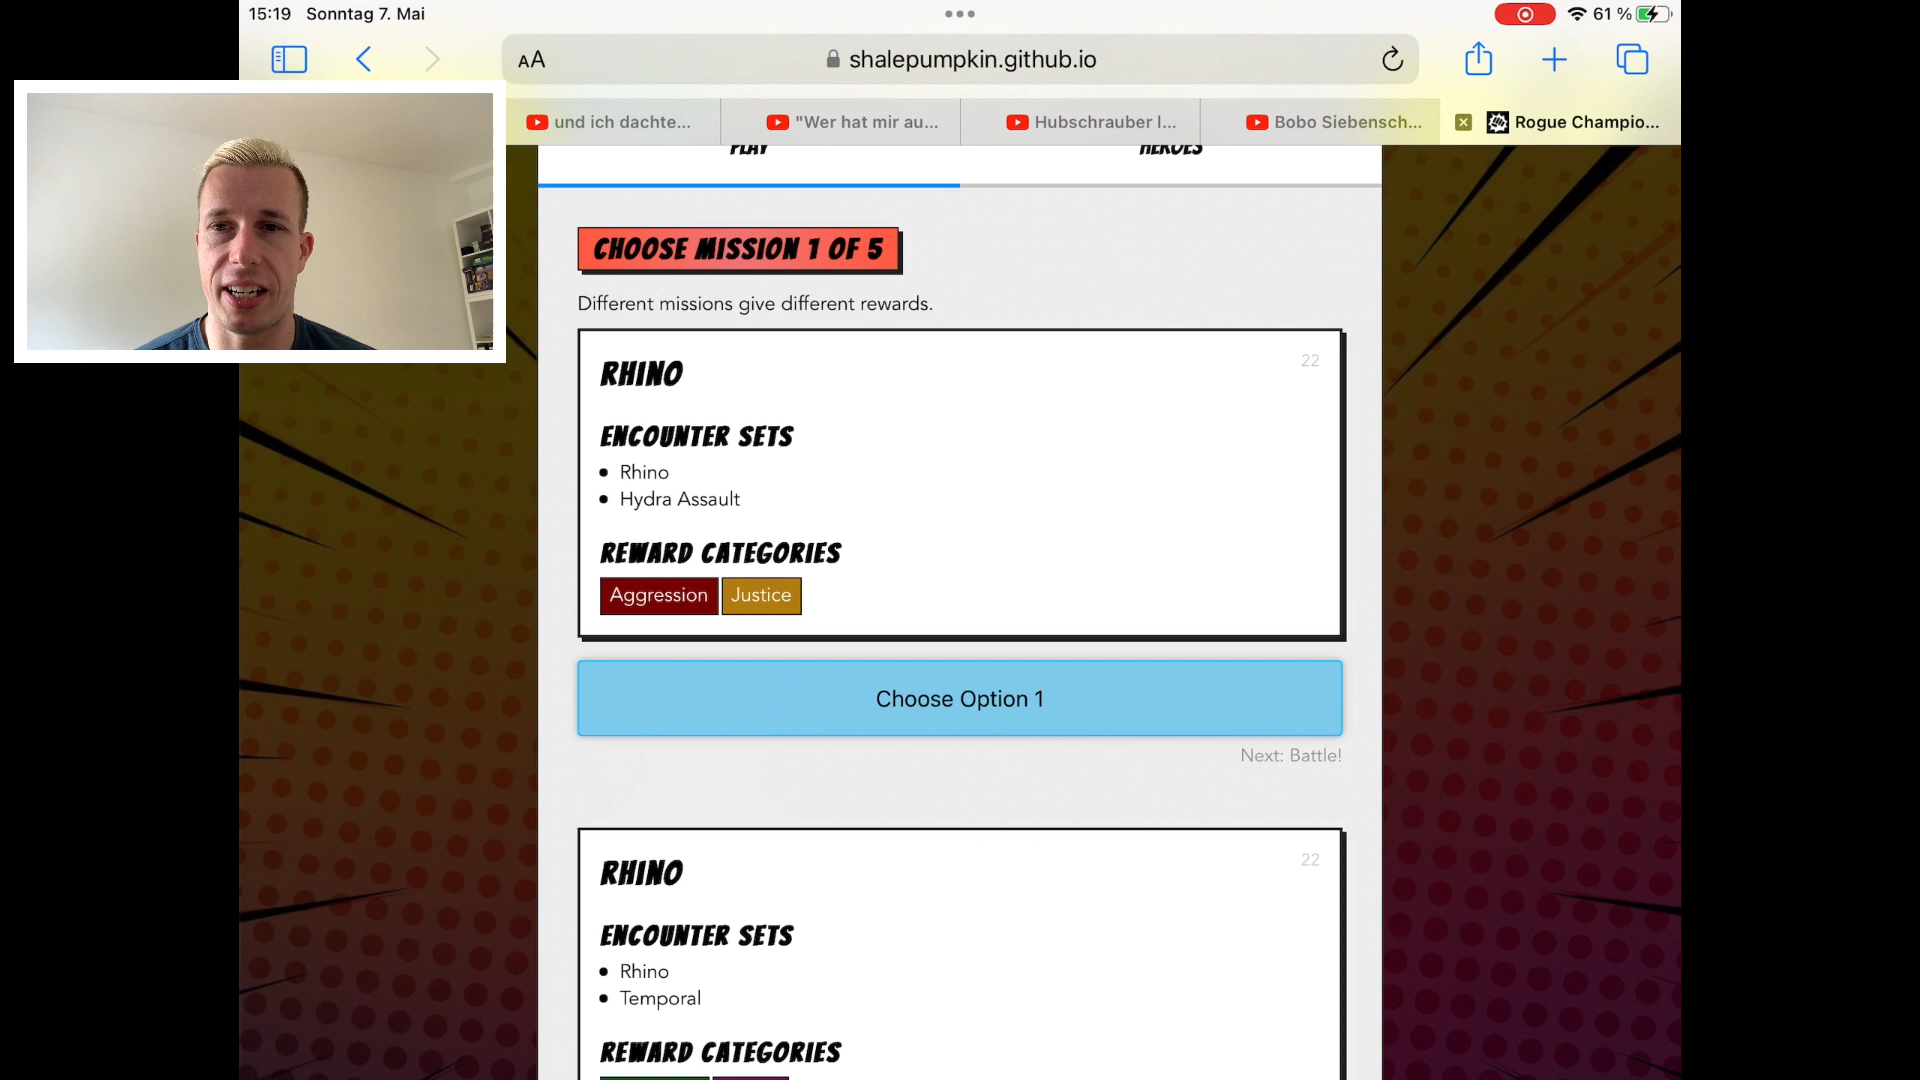 15:19 Sonntag 7. Mai
61 %
AA
shalepumpkin.github.io
und ich dachte...
"Wer hat mir au...
Hubschrauber l...
Bobo Siebensch...
Rogue Champio...
PLAY
HEROES
CHOOSE MISSION 1 OF 5
Different missions give different rewards.
RHINO
22
ENCOUNTER SETS
Rhino
Hydra Assault
REWARD CATEGORIES
Aggression
Justice
Choose Option 1
Next: Battle!
RHINO
22
ENCOUNTER SETS
Rhino
Temporal
REWARD CATEGORIES